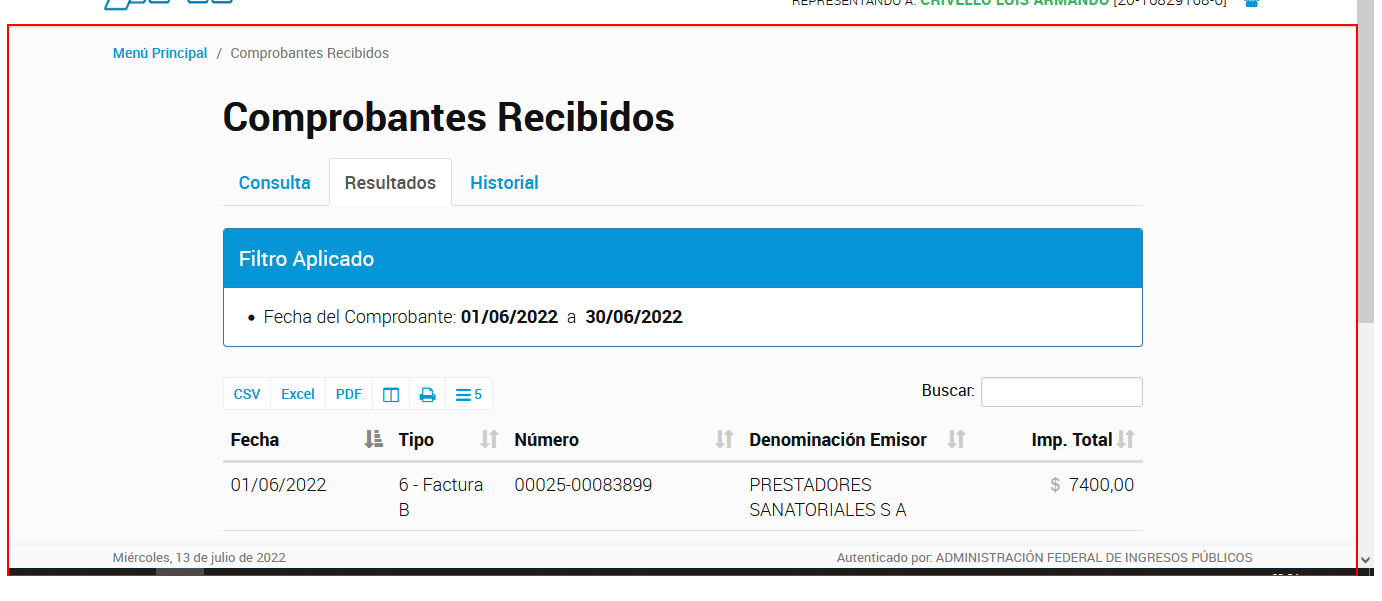 REPRESENTANDO A: CRIVELLO LUIS ARMANDO [20-16829168-0]
Menú Principal / Comprobantes Recibidos
Comprobantes Recibidos
Consulta Resultados Historial
Filtro Aplicado
• Fecha del Comprobante: 01/06/2022 a 30/06/2022
CSV Excel PDF 5 Buscar:
Fecha Tipo Número Denominación Emisor Imp. Total
01/06/2022 6 - Factura 00025-00083899 PRESTADORES $ 7400,00
B SANATORIALES S A
Miércoles, 13 de julio de 2022 Autenticado por: ADMINISTRACIÓN FEDERAL DE INGRESOS PÚBLICOS